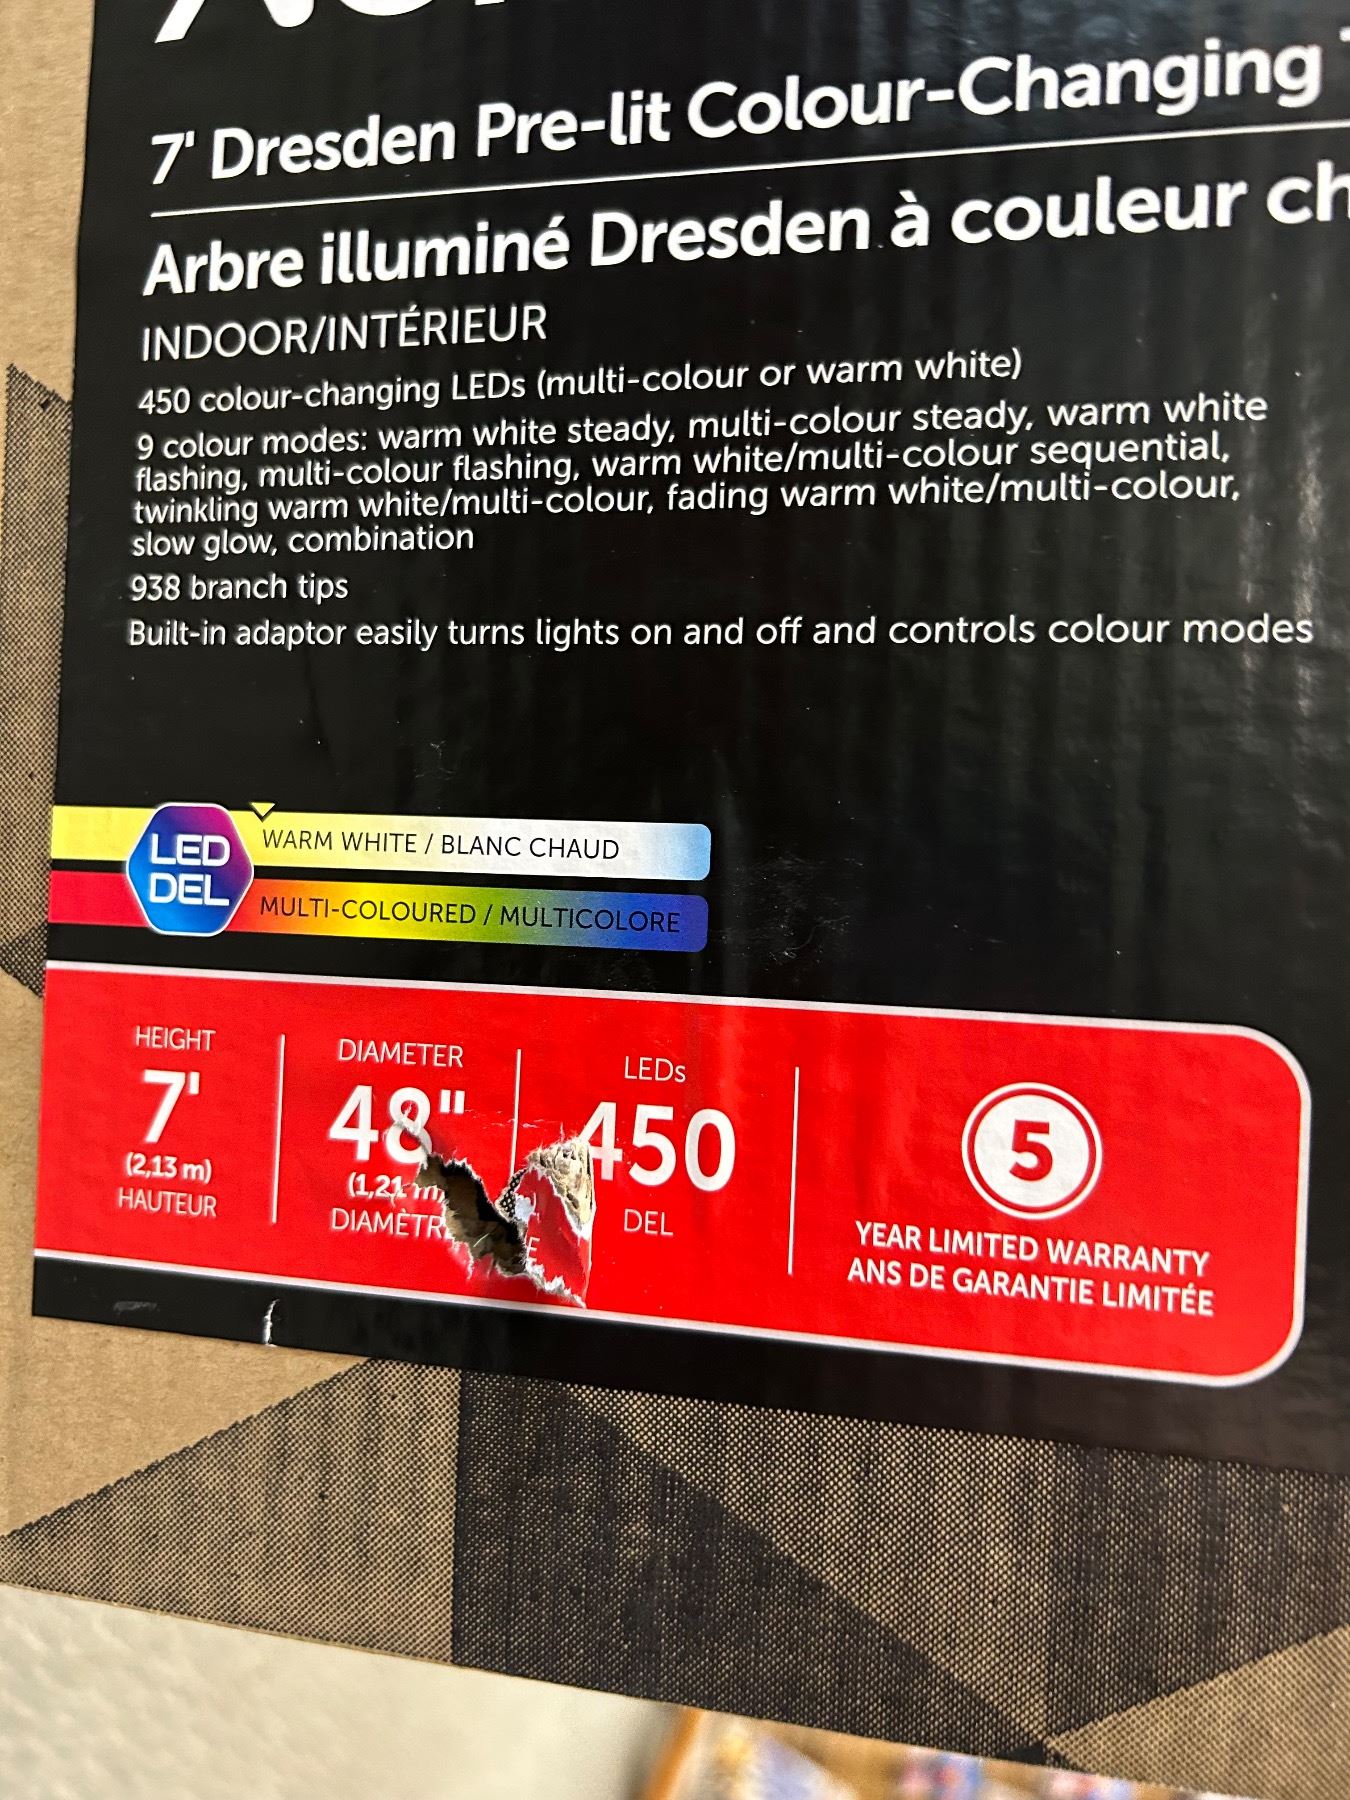 7' Dresden Pre-lit Colour-Changing
Arbre illuminé Dresden à couleur ch
INDOOR/INTÉRIEUR
450 colour-changing LEDs (multi-colour or warm white)
9 colour modes: warm white steady, multi-colour steady, warm white
flashing, multi-colour flashing, warm white/multi-colour sequential,
twinkling warm white/multi-colour, fading warm white/multi-colour,
slow glow, combination
938 branch tips
Built-in adaptor easily turns lights on and off and controls colour modes
LED
DEL
WARM WHITE / BLANC CHAUD
MULTI-COLOURED / MULTICOLORE
HEIGHT
7'
(2,13 m)
HAUTEUR
DIAMETER
48"
(1,21 m)
DIAMÈTRE
LEDs
450
DEL
5
YEAR LIMITED WARRANTY
ANS DE GARANTIE LIMITÉE